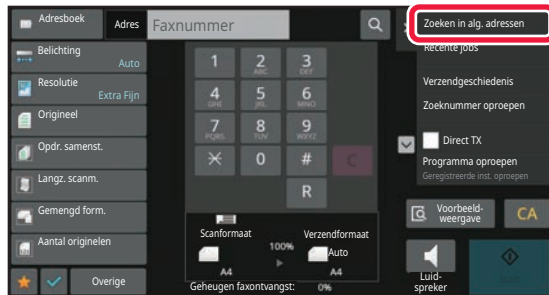 Adresboek
Adres
Faxnummer
Zoeken in alg. adressen
Recente jobs
Belichting
Auto
Resolutie
Extra Fijn
Origineel
Opdr. samenst.
Langz. scanm.
Gemengd form.
Aantal originelen
Overige
1
2
ABC
3
DEF
4
GHI
5
JKL
6
MNO
7
PQRS
8
TUV
9
WXYZ
0
#
C
R
Scanformaat
Verzendformaat
100%
Auto
A4
A4
Geheugen faxontvangst:
0%
Verzendgeschiedenis
Zoeknummer oproepen
Direct TX
Programma oproepen
Geregistreerde inst. oproepen
Voorbeeld-
weergave
CA
Luid-
spreker